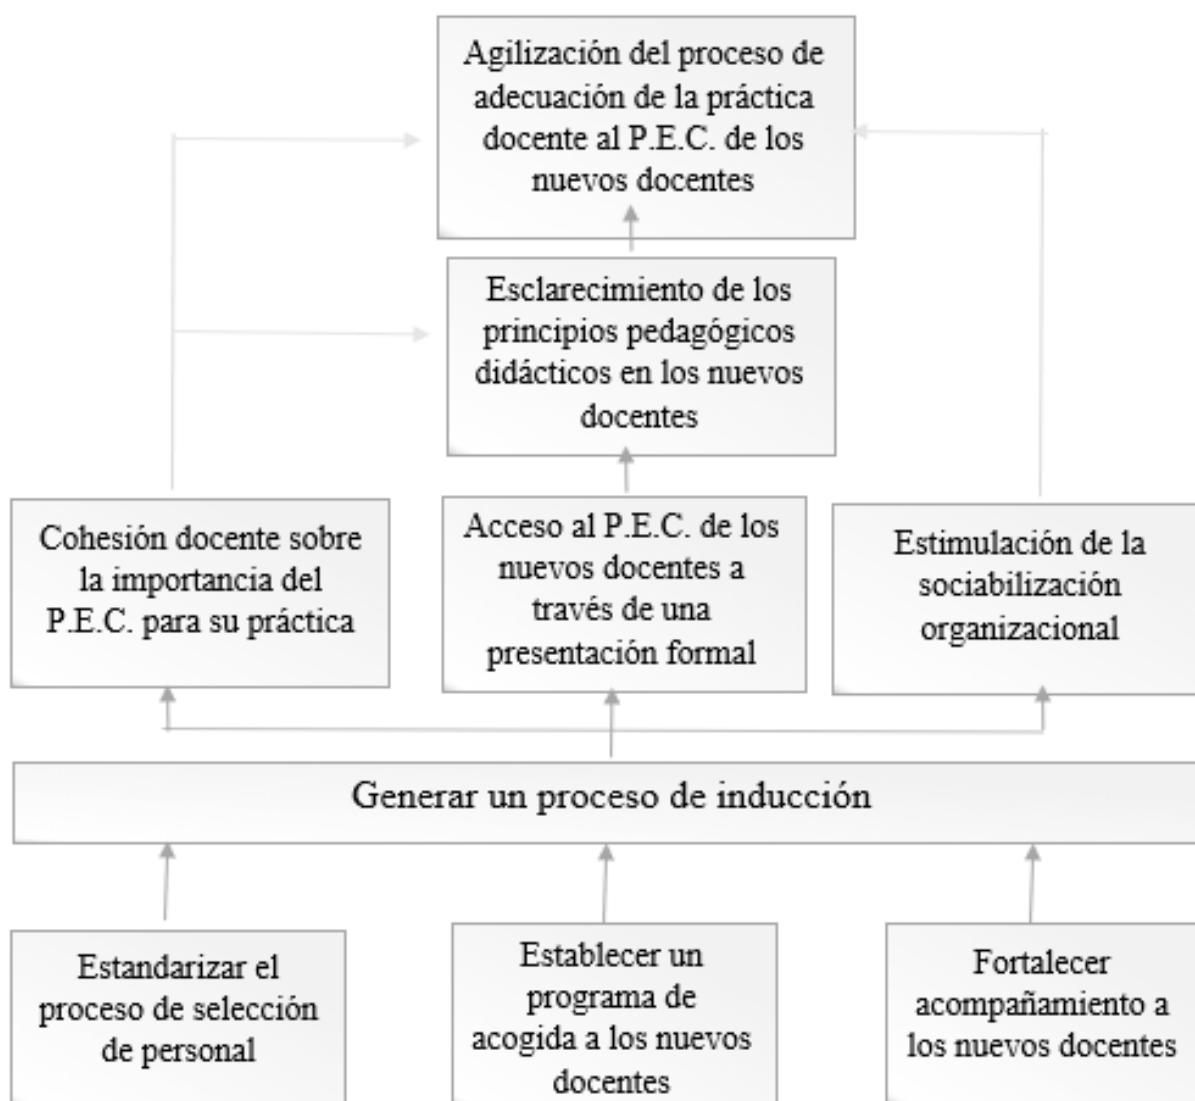 Agilización del proceso de
adecuación de la práctica
docente al P.E.C. de los
nuevos docentes
Esclarecimiento de los
principios pedagógicos
didácticos en los nuevos
docentes
Cohesión docente sobre
la importancia del
P.E.C. para su práctica
Acceso al P.E.C. de los
nuevos docentes a
través de una
presentación formal
Estimulación de la
sociabilización
organizacional
Generar un proceso de inducción
Estandarizar el
proceso de selección
de personal
Establecer un
programa de
acogida a los nuevos
docentes
Fortalecer
acompañamiento a
los nuevos docentes